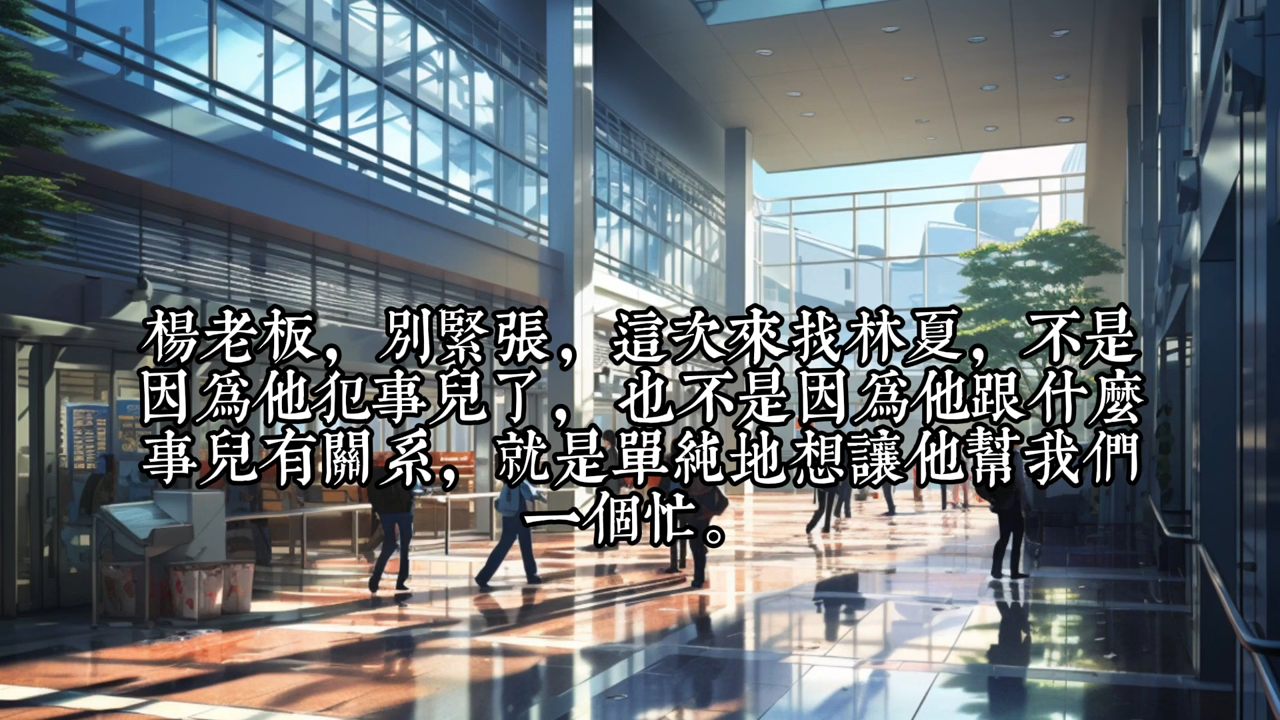 楊老板，別緊張，這次來找林夏，不是
因爲他犯事兒了，也不是因爲他跟什麼
事兒有關系，就是單純地想讓他幫我們
一個忙。